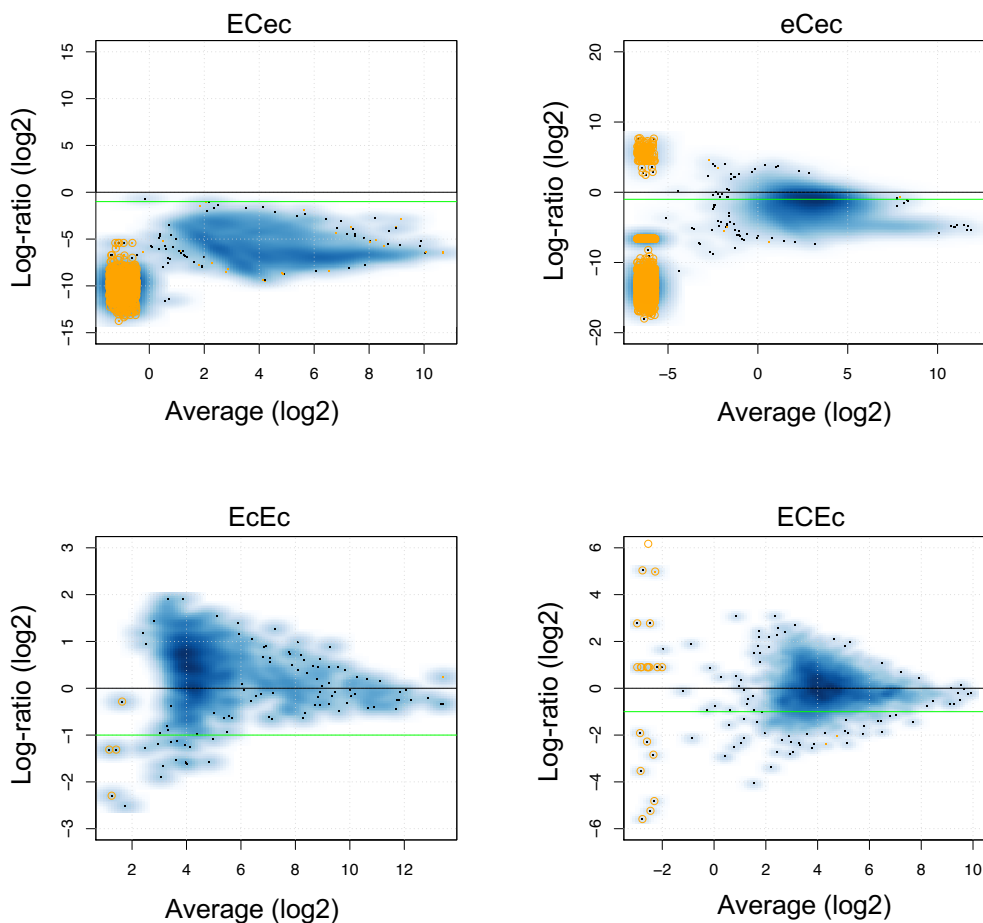 ECec
Log-ratio (log2)
15
10
5
0
−5
−10
−15
0 2 4 6 8 10
Average (log2)
eCec
Log-ratio (log2)
20
10
0
−10
−20
−5 0 5 10
Average (log2)
EcEc
Log-ratio (log2)
3
2
1
0
−1
−2
−3
2 4 6 8 10 12
Average (log2)
ECEc
Log-ratio (log2)
6
4
2
0
−2
−4
−6
−2 0 2 4 6 8 10
Average (log2)